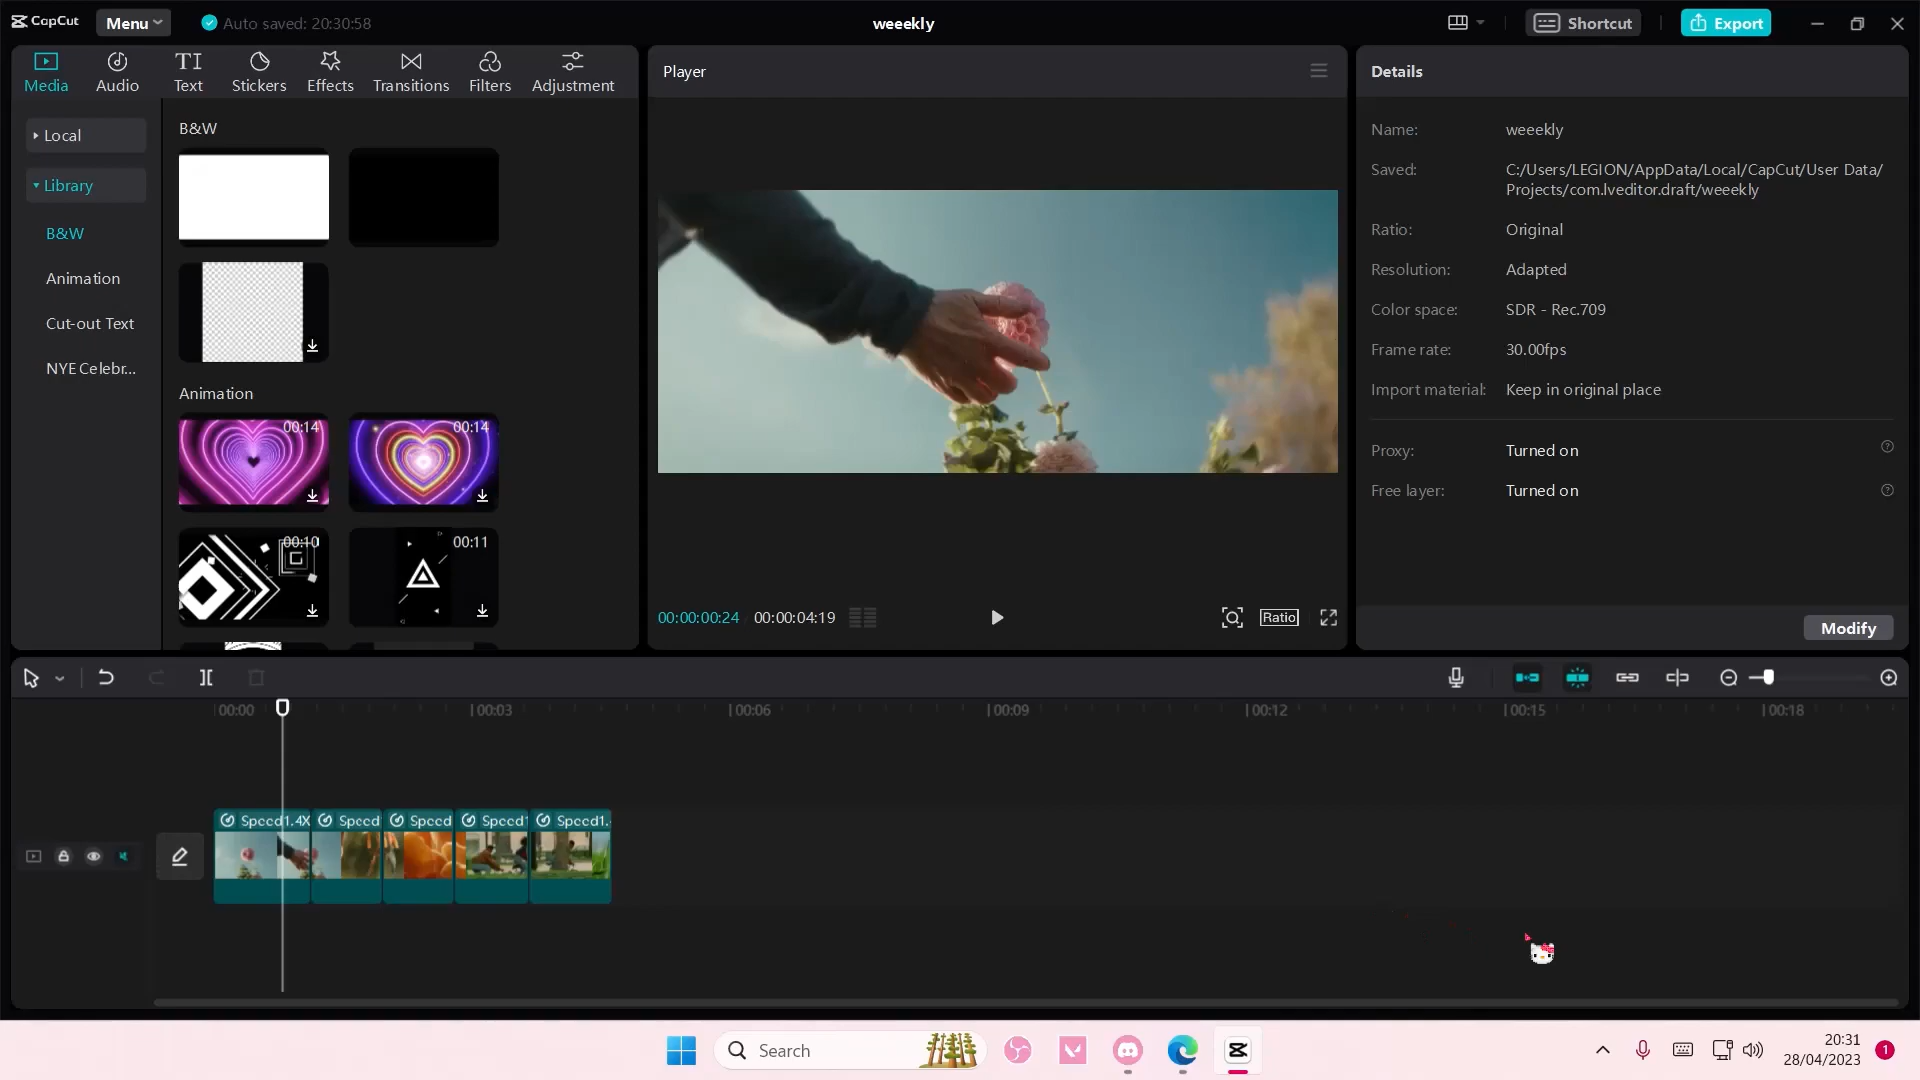 CapCut Menu Auto saved: 20:30:58 weeekly Shortcut Export
Media Audio Text Stickers Effects Transitions Filters Adjustment
Local
Library
B&W
Animation
Cut-out Text
NYE Celebr...
B&W
Animation
00:14 00:14
00:10 00:11
Player
00:00:00:24 00:00:04:19 Ratio
Details
Name: weeekly
Saved: C:/Users/LEGION/AppData/Local/CapCut/User Data/
Projects/com.lveditor.draft/weeekly
Ratio: Original
Resolution: Adapted
Color space: SDR - Rec.709
Frame rate: 30.00fps
Import material: Keep in original place
Proxy: Turned on
Free layer: Turned on
Modify
00:00 00:03 00:06 00:09 00:12 00:15 00:18
Speed1.4X Speed Speed Speed1 Speed1.
Search
20:31
28/04/2023 1